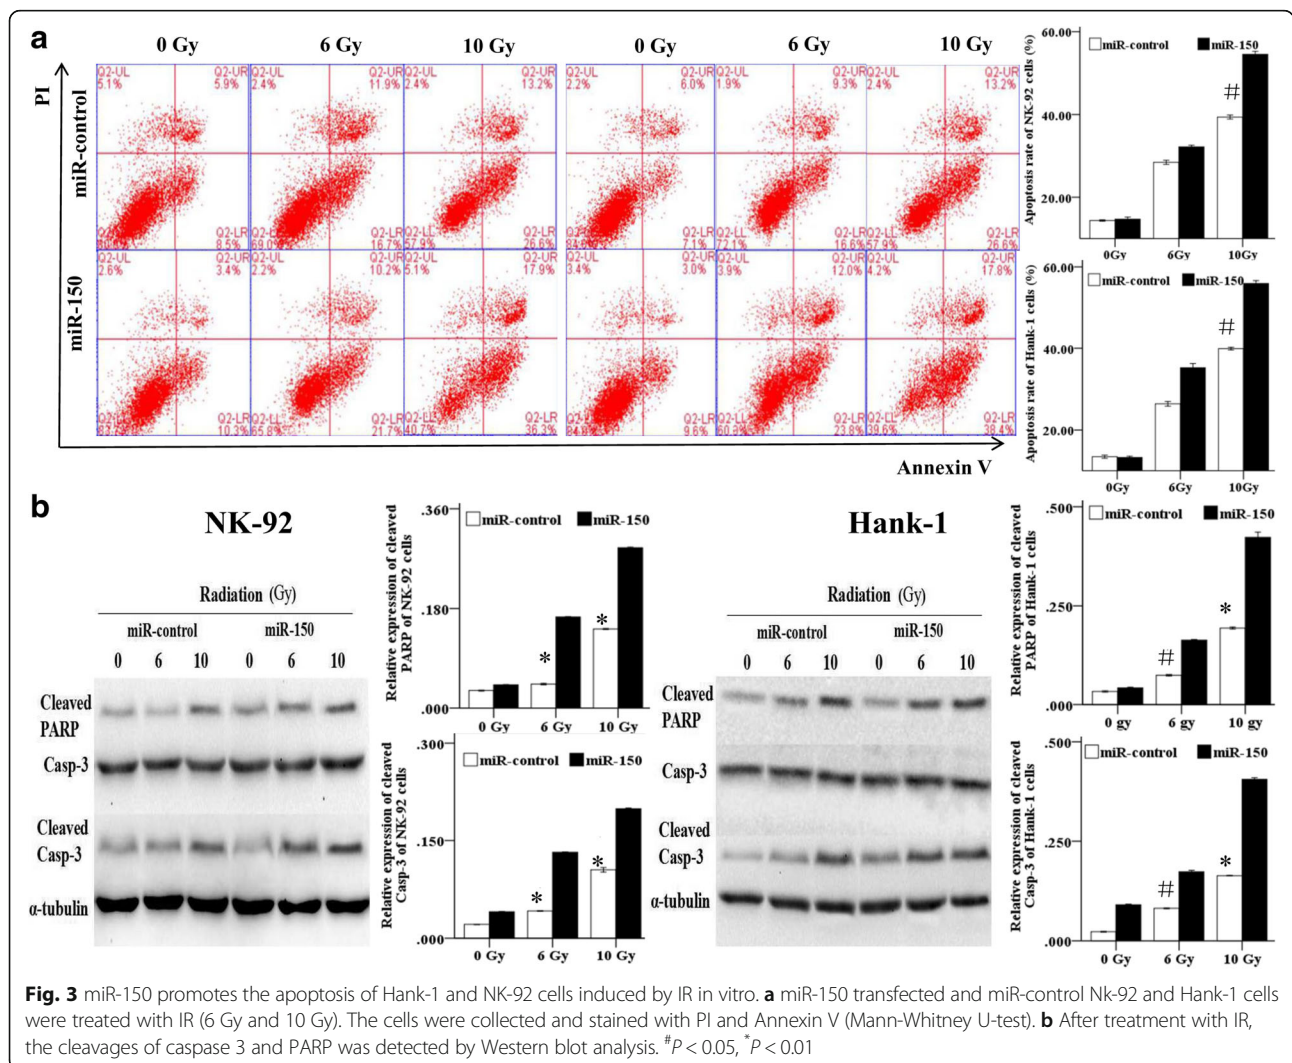 a
0 Gy 6 Gy 10 Gy 0 Gy 6 Gy 10 Gy
PI
miR-control
Q2-UL Q2-UR Q2-UL Q2-UR Q2-UL Q2-UR Q2-UL Q2-UR Q2-UL Q2-UR Q2-UL Q2-UR
5.1% 5.9% 2.4% 11.9% 2.4% 13.2% 2.2% 6.0% 1.9% 9.3% 2.4% 13.2%
Q2-LR Q2-LL Q2-LR Q2-LL Q2-LR Q2-LR Q2-LL Q2-LR Q2-LL Q2-LR
8.5% 69.0% 16.7% 57.9% 26.6% 7.1% 72.1% 16.6% 57.9% 26.6%
miR-150
Q2-UL Q2-UR Q2-UL Q2-UR Q2-UL Q2-UR Q2-UL Q2-UR Q2-UL Q2-UR Q2-UL Q2-UR
2.6% 3.4% 2.2% 10.2% 5.1% 17.9% 3.4% 3.0% 3.9% 12.0% 4.2% 17.8%
Q2-LR Q2-LL Q2-LR Q2-LL Q2-LR Q2-LR Q2-LL Q2-LR Q2-LL Q2-LR
10.3% 65.8% 21.7% 40.7% 36.3% 9.6% 60.3% 23.8% 39.6% 38.4%
Annexin V
Apoptosis rate of NK-92 cells (%)
60.00
40.00
20.00
miR-control miR-150
#
0Gy 6Gy 10Gy
Apoptosis rate of Hank-1 cells (%)
60.00
40.00
20.00
miR-control miR-150
#
0Gy 6Gy 10Gy
b
NK-92
Radiation (Gy)
miR-control miR-150
0 6 10 0 6 10
Cleaved
PARP
Casp-3
Cleaved
Casp-3
α-tubulin
Relative expression of cleaved
PARP of NK-92 cells
.360
.180
.000
miR-control miR-150
* *
0 Gy 6 Gy 10 Gy
Relative expression of cleaved
Casp-3 of NK-92 cells
.300
.150
.000
miR-control miR-150
* *
0 Gy 6 Gy 10 Gy
Hank-1
Radiation (Gy)
miR-control miR-150
0 6 10 0 6 10
Cleaved
PARP
Casp-3
Cleaved
Casp-3
α-tubulin
Relative expression of cleaved
PARP of Hank-1 cells
.500
.250
.000
miR-control miR-150
# *
0 gy 6 gy 10 gy
Relative expression of cleaved
Casp-3 of Hank-1 cells
.500
.250
.000
miR-control miR-150
# *
0 Gy 6 Gy 10 Gy
Fig. 3 miR-150 promotes the apoptosis of Hank-1 and NK-92 cells induced by IR in vitro. a miR-150 transfected and miR-control Nk-92 and Hank-1 cells
were treated with IR (6 Gy and 10 Gy). The cells were collected and stained with PI and Annexin V (Mann-Whitney U-test). b After treatment with IR,
the cleavages of caspase 3 and PARP was detected by Western blot analysis. #P < 0.05, *P < 0.01